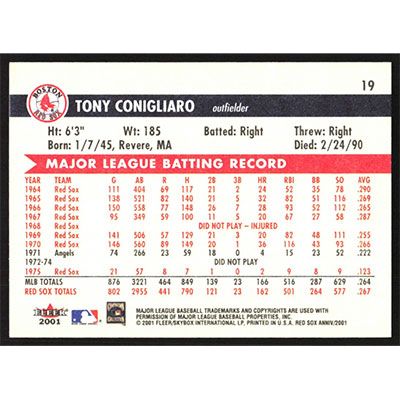 19
BOSTON
RED SOX
TONY CONIGLIARO outfielder
Ht: 6'3" Wt: 185 Batted: Right Threw: Right
Born: 1/7/45, Revere, MA Died: 2/24/90
MAJOR LEAGUE BATTING RECORD
YEAR TEAM G AB R H 2B 3B HR RBI BB SO AVG
1964 Red Sox 111 404 69 117 21 2 24 52 35 78 .290
1965 Red Sox 138 521 82 140 21 5 32 82 51 116 .269
1966 Red Sox 150 558 77 148 26 7 28 93 52 112 .265
1967 Red Sox 95 349 59 100 11 5 20 67 27 58 .287
1968 Red Sox DID NOT PLAY – INJURED
1969 Red Sox 141 506 57 129 21 3 20 82 48 111 .255
1970 Red Sox 146 560 89 149 20 1 36 116 43 93 .266
1971 Angels 74 266 23 59 18 0 4 15 23 52 .222
1972-74 DID NOT PLAY
1975 Red Sox 21 57 8 7 1 0 2 9 8 9 .123
MLB TOTALS 876 3221 464 849 139 23 166 516 287 629 .264
RED SOX TOTALS 802 2955 441 790 121 23 162 501 264 577 .267
FLEER
2001
MAJOR LEAGUE BASEBALL TRADEMARKS AND COPYRIGHTS ARE USED WITH
PERMISSION OF MAJOR LEAGUE BASEBALL PROPERTIES, INC.
© 2001 FLEER/SKYBOX INTERNATIONAL LP, PRINTED IN U.S.A. RED SOX ANNIV/2001